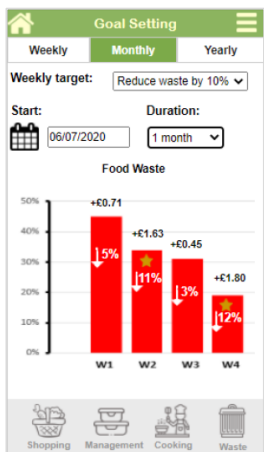 Goal Setting
Weekly Monthly Yearly
Weekly target: Reduce waste by 10%
Start: Duration:
06/07/2020 1 month
Food Waste
50%
+£0.71
40%
+£1.63
+£0.45
5%
30%
+£1.80
11%
3%
20%
12%
10%
0%
W1 W2 W3 W4
Shopping Management Cooking Waste